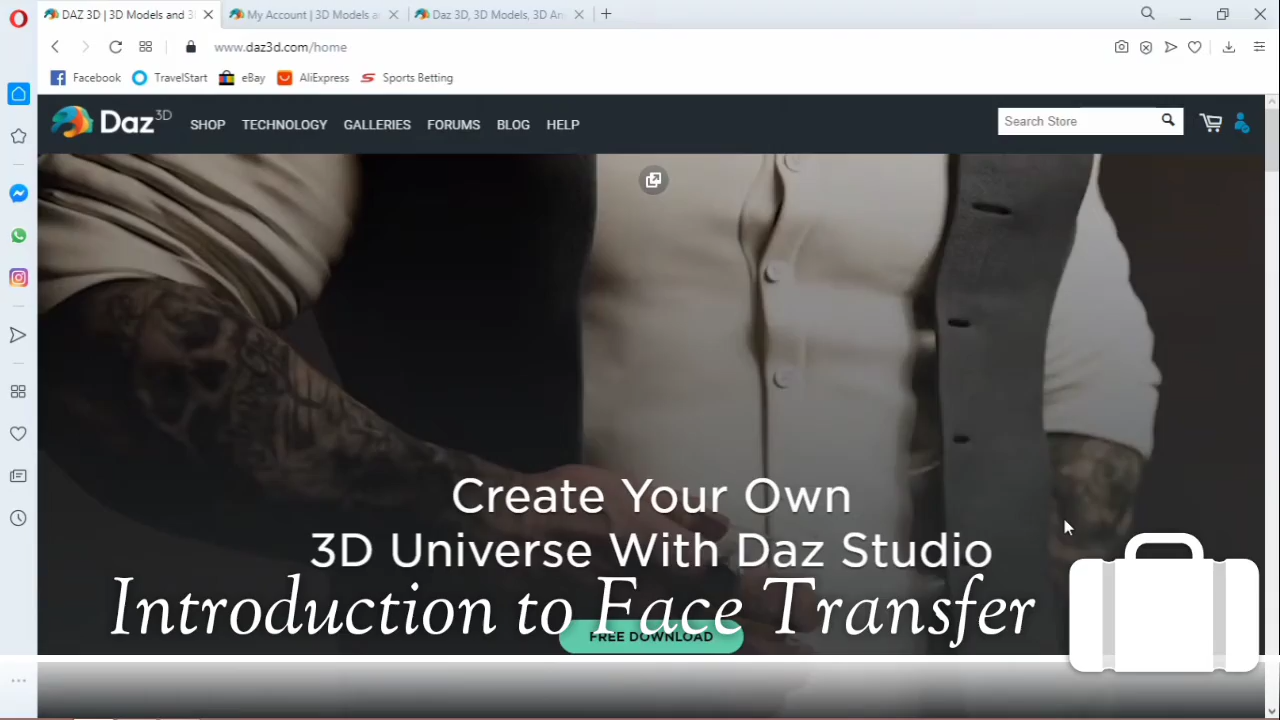 DAZ 3D | 3D Models and 3
My Account | 3D Models a
Daz 3D, 3D Models, 3D An
www.daz3d.com/home
Facebook
TravelStart
eBay
AliExpress
Sports Betting
Daz 3D
SHOP
TECHNOLOGY
GALLERIES
FORUMS
BLOG
HELP
Search Store
Create Your Own
3D Universe With Daz Studio
Introduction to Face Transfer
FREE DOWNLOAD